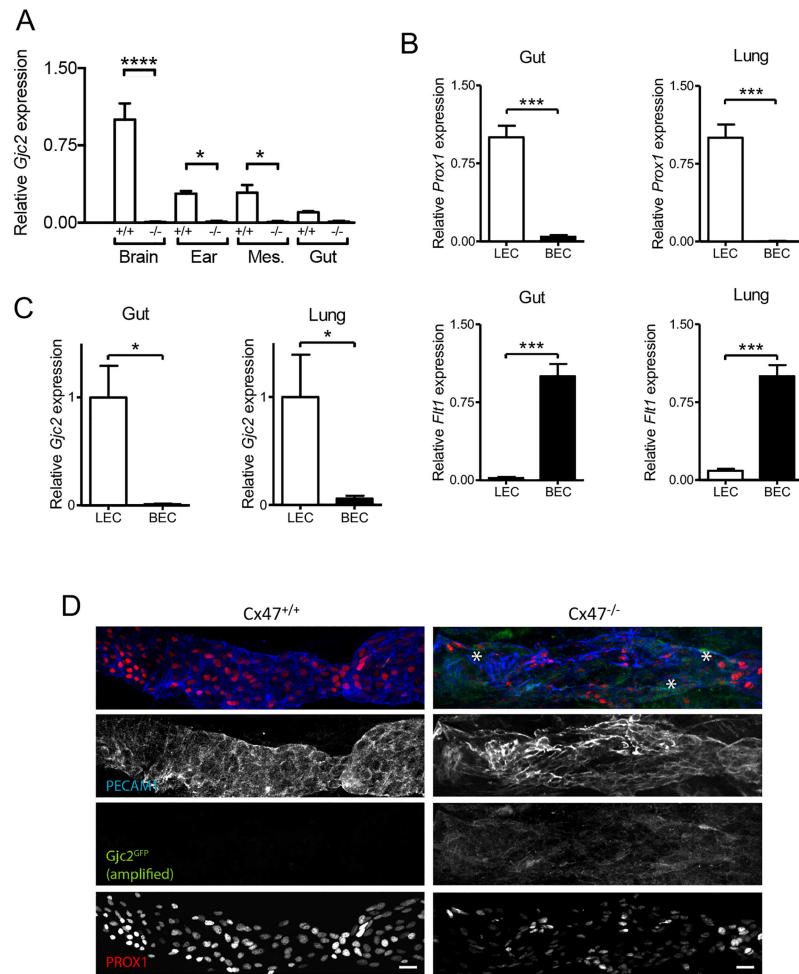 A
Relative Gjc2 expression
1.50
0.75
0.00
****
*
*
+/+ -/- +/+ -/- +/+ -/- +/+ -/-
Brain Ear Mes. Gut
B
Gut
Relative Prox1 expression
1.50
0.75
0.00
***
LEC BEC
Lung
Relative Prox1 expression
1.50
0.75
0.00
***
LEC BEC
Gut
Relative Flt1 expression
1.50
0.75
0.00
***
LEC BEC
Lung
Relative Flt1 expression
1.50
0.75
0.00
***
LEC BEC
C
Gut
Relative Gjc2 expression
1
0
*
LEC BEC
Lung
Relative Gjc2 expression
1
0
*
LEC BEC
D
Cx47+/+
Cx47-/-
* * *
PECAM1
Gjc2GFP
(amplified)
PROX1